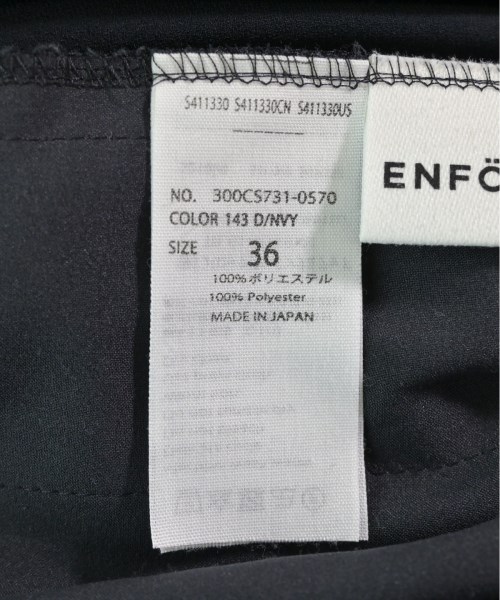 S411330 S411330CN S411330US
NO. 300CS731-0570
COLOR 143 D/NVY
SIZE 36
100%ポリエステル
100% Polyester
MADE IN JAPAN
ENFÖ